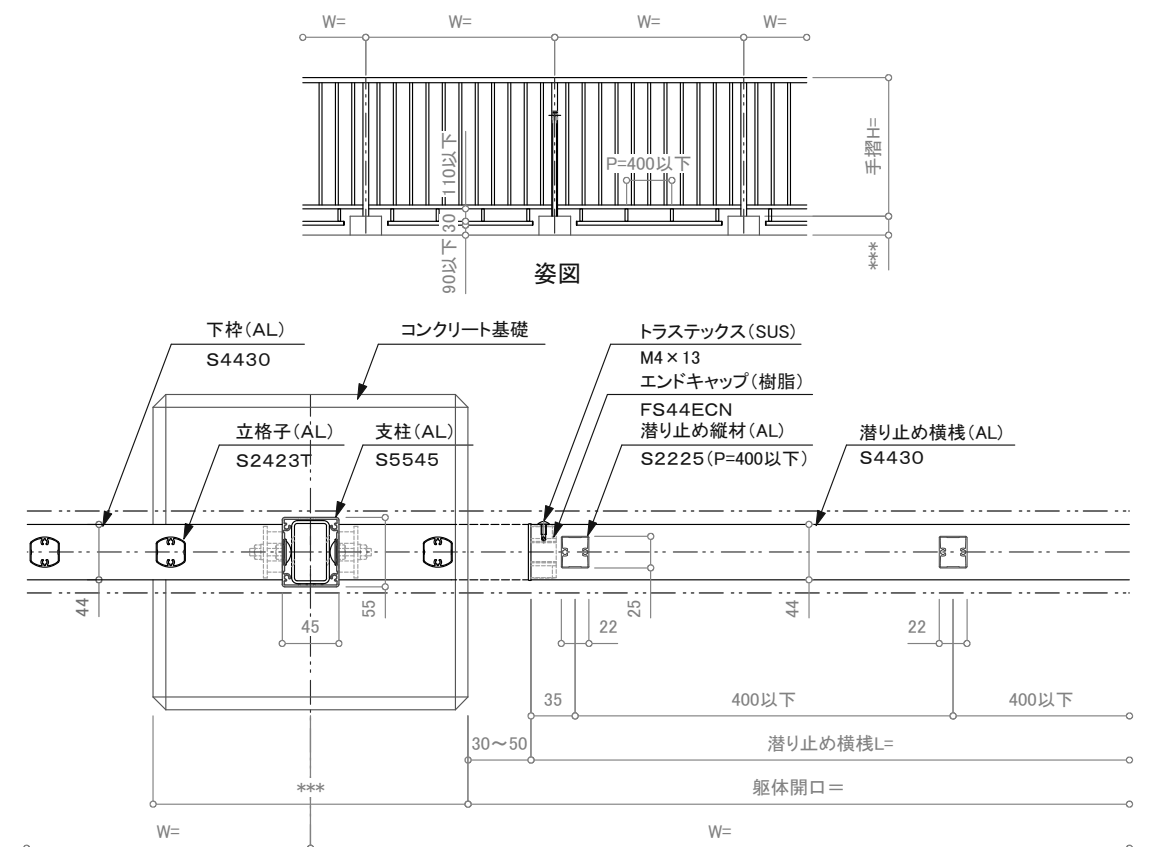 W=
W=
W=
W=
手摺H=
***
110以下
30
90以下
P=400以下
姿図
下枠(AL)
S4430
コンクリート基礎
トラステックス(SUS)
M4×13
エンドキャップ(樹脂)
FS44ECN
潜り止め縦材(AL)
S2225(P=400以下)
立格子(AL)
S2423T
支柱(AL)
S5545
潜り止め横桟(AL)
S4430
44
55
45
25
22
44
22
35
400以下
400以下
30~50
潜り止め横桟L=
***
躯体開口=
W=
W=